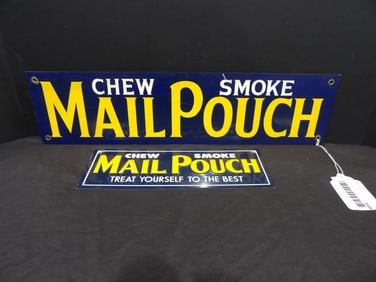 CHEW SMOKE
MAIL POUCH
CHEW SMOKE
MAIL POUCH
TREAT YOURSELF TO THE BEST